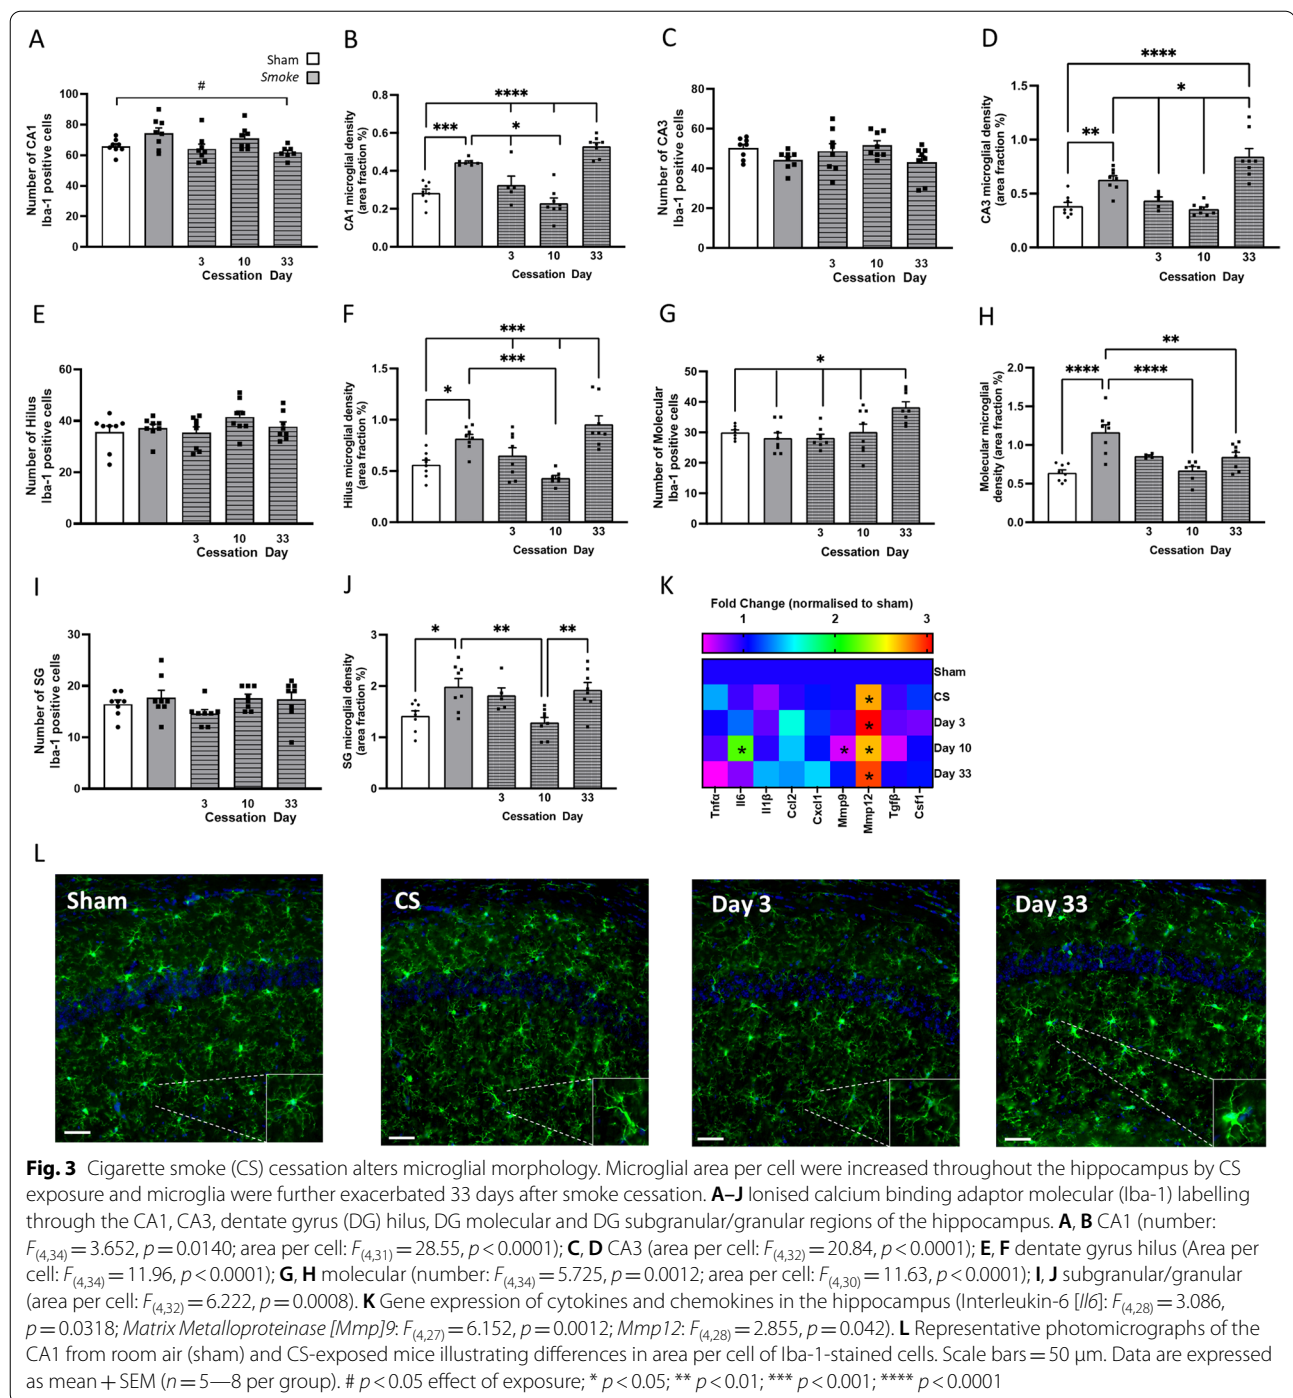 A
Sham
Smoke
#
Number of CA1
Iba-1 positive cells
100
80
60
40
20
0
3 10 33
Cessation Day
B
****
***
*
CA1 microglial density
(area fraction %)
0.8
0.6
0.4
0.2
0.0
3 10 33
Cessation Day
C
Number of CA3
Iba-1 positive cells
80
60
40
20
0
3 10 33
Cessation Day
D
****
*
**
CA3 microglial density
(area fraction %)
1.5
1.0
0.5
0.0
3 10 33
Cessation Day
E
Number of Hilus
Iba-1 positive cells
60
40
20
0
3 10 33
Cessation Day
F
***
***
*
Hilus microglial density
(area fraction %)
1.5
1.0
0.5
0.0
3 10 33
Cessation Day
G
*
Number of Molecular
Iba-1 positive cells
50
40
30
20
10
0
3 10 33
Cessation Day
H
**
****
****
Molecular microglial
density (area fraction %)
2.0
1.5
1.0
0.5
0.0
3 10 33
Cessation Day
I
Number of SG
Iba-1 positive cells
30
20
10
0
3 10 33
Cessation Day
J
*
**
**
SG microglial density
(area fraction %)
3
2
1
0
3 10 33
Cessation Day
K
Fold Change (normalised to sham)
1 2 3
Sham
CS
*
Day 3
*
Day 10
* * *
Day 33
*
Tnfα Il6 Il1β Ccl2 Cxcl1 Mmp9 Mmp12 Tgfβ Csf1
L
Sham
CS
Day 3
Day 33
Fig. 3 Cigarette smoke (CS) cessation alters microglial morphology. Microglial area per cell were increased throughout the hippocampus by CS
exposure and microglia were further exacerbated 33 days after smoke cessation. A–J Ionised calcium binding adaptor molecular (Iba-1) labelling
through the CA1, CA3, dentate gyrus (DG) hilus, DG molecular and DG subgranular/granular regions of the hippocampus. A, B CA1 (number:
F(4,34) = 3.652, p = 0.0140; area per cell: F(4,31) = 28.55, p < 0.0001); C, D CA3 (area per cell: F(4,32) = 20.84, p < 0.0001); E, F dentate gyrus hilus (Area per
cell: F(4,34) = 11.96, p < 0.0001); G, H molecular (number: F(4,34) = 5.725, p = 0.0012; area per cell: F(4,30) = 11.63, p < 0.0001); I, J subgranular/granular
(area per cell: F(4,32) = 6.222, p = 0.0008). K Gene expression of cytokines and chemokines in the hippocampus (Interleukin-6 [Il6]: F(4,28) = 3.086,
p = 0.0318; Matrix Metalloproteinase [Mmp]9: F(4,27) = 6.152, p = 0.0012; Mmp12: F(4,28) = 2.855, p = 0.042). L Representative photomicrographs of the
CA1 from room air (sham) and CS-exposed mice illustrating differences in area per cell of Iba-1-stained cells. Scale bars = 50 µm. Data are expressed
as mean + SEM (n = 5—8 per group). # p < 0.05 effect of exposure; * p < 0.05; ** p < 0.01; *** p < 0.001; **** p < 0.0001